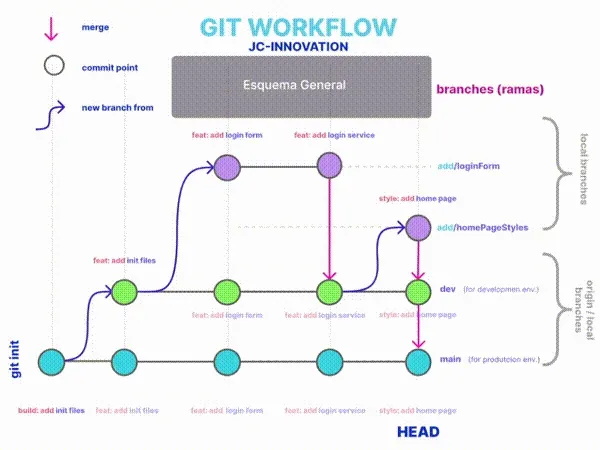 GIT WORKFLOW
JC-INNOVATION
merge
commit point
new branch from
Esquema General
branches (ramas)
feat: add login form
feat: add login service
add/loginForm
local branches
style: add home page
add/homePageStyles
feat: add init files
dev (for developmen.env.)
origin / local
branches
feat: add login form
feat: add login service
style: add home page
git init
main (for produtcion env.)
build: add init files
feat: add init files
feat: add login form
feat: add login service
style: add home page
HEAD